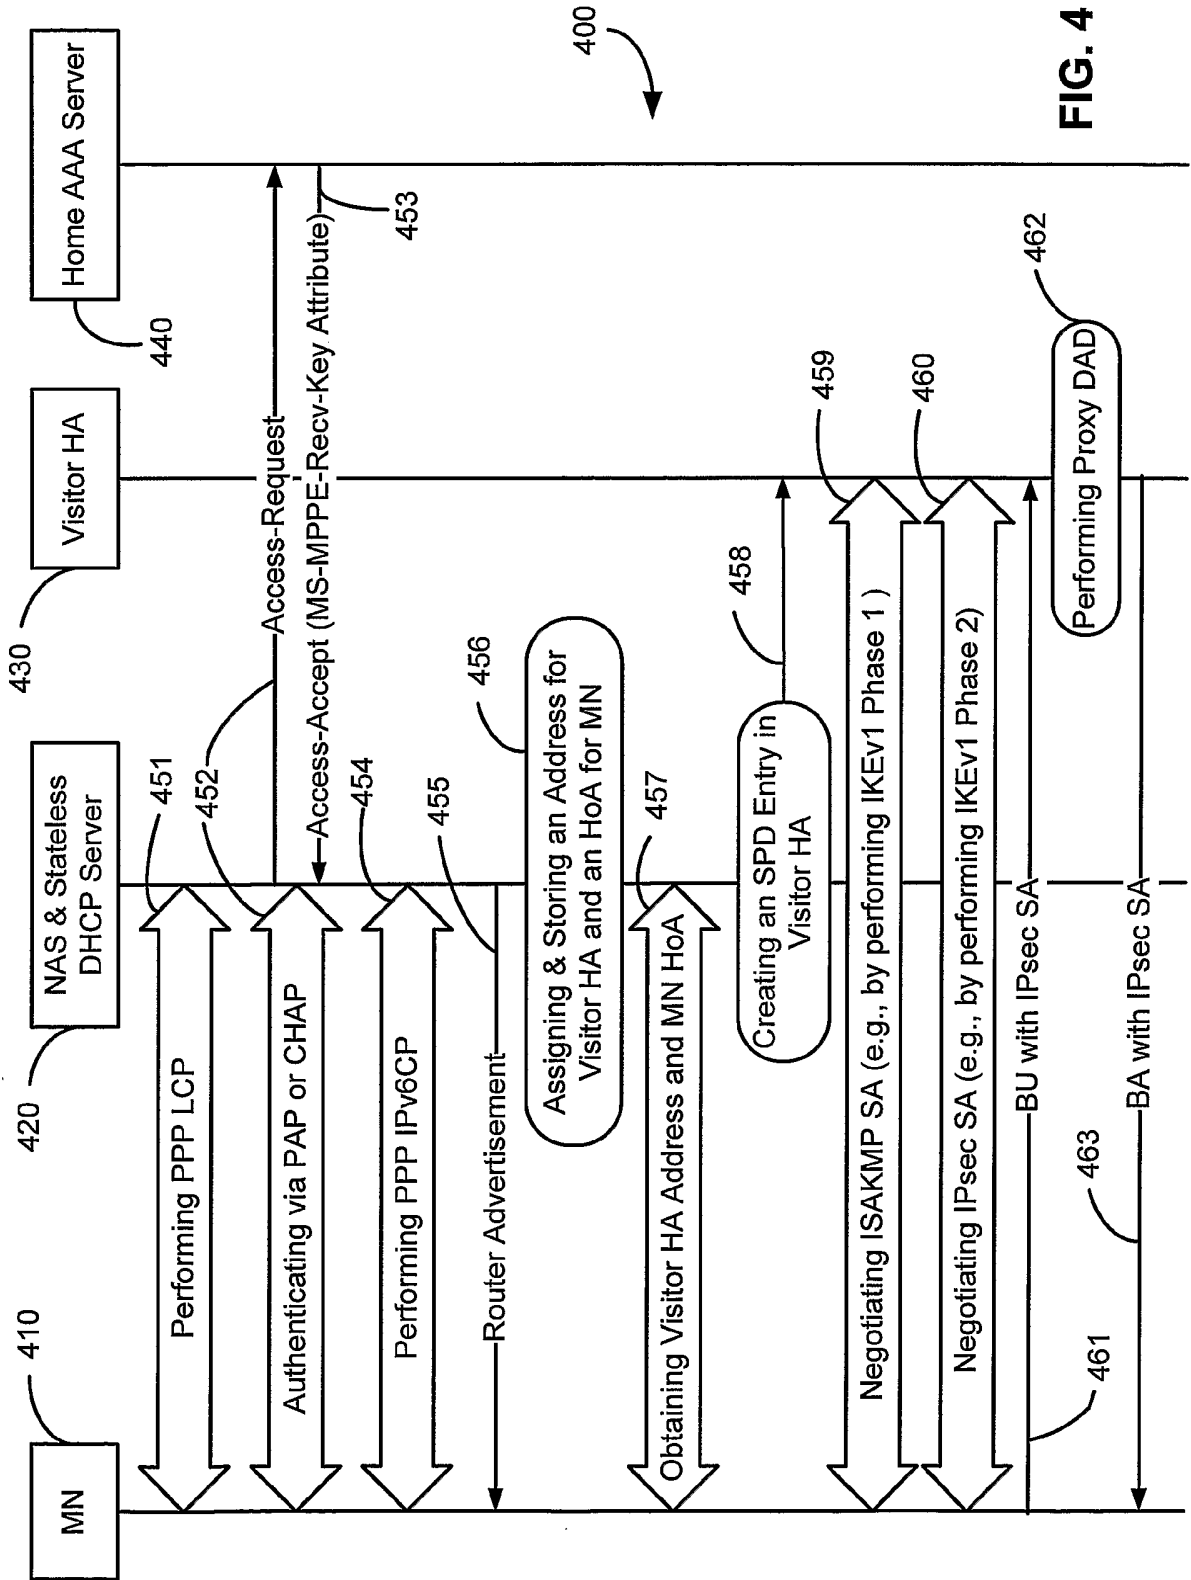 MN
410
NAS & Stateless
DHCP Server
420
Visitor HA
430
Home AAA Server
440
Performing PPP LCP
451
Authenticating via PAP or CHAP
452
Access-Request
Access-Accept (MS-MPPE-Recv-Key Attribute)
453
Performing PPP IPv6CP
454
Router Advertisement
455
Assigning & Storing an Address for
Visitor HA and an HoA for MN
456
Obtaining Visitor HA Address and MN HoA
457
Creating an SPD Entry in
Visitor HA
458
Negotiating ISAKMP SA (e.g., by performing IKEv1 Phase 1 )
459
Negotiating IPsec SA (e.g., by performing IKEv1 Phase 2)
460
BU with IPsec SA
461
Performing Proxy DAD
462
BA with IPsec SA
463
400
FIG. 4